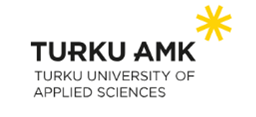 TURKU AMK
TURKU UNIVERSITY OF
APPLIED SCIENCES